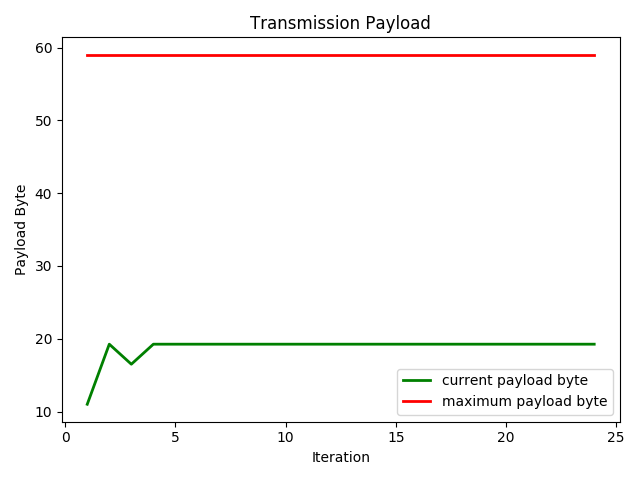 Transmission Payload
60
50
40
30
20
10
Payload Byte
0
5
10
15
20
25
Iteration
current payload byte
maximum payload byte